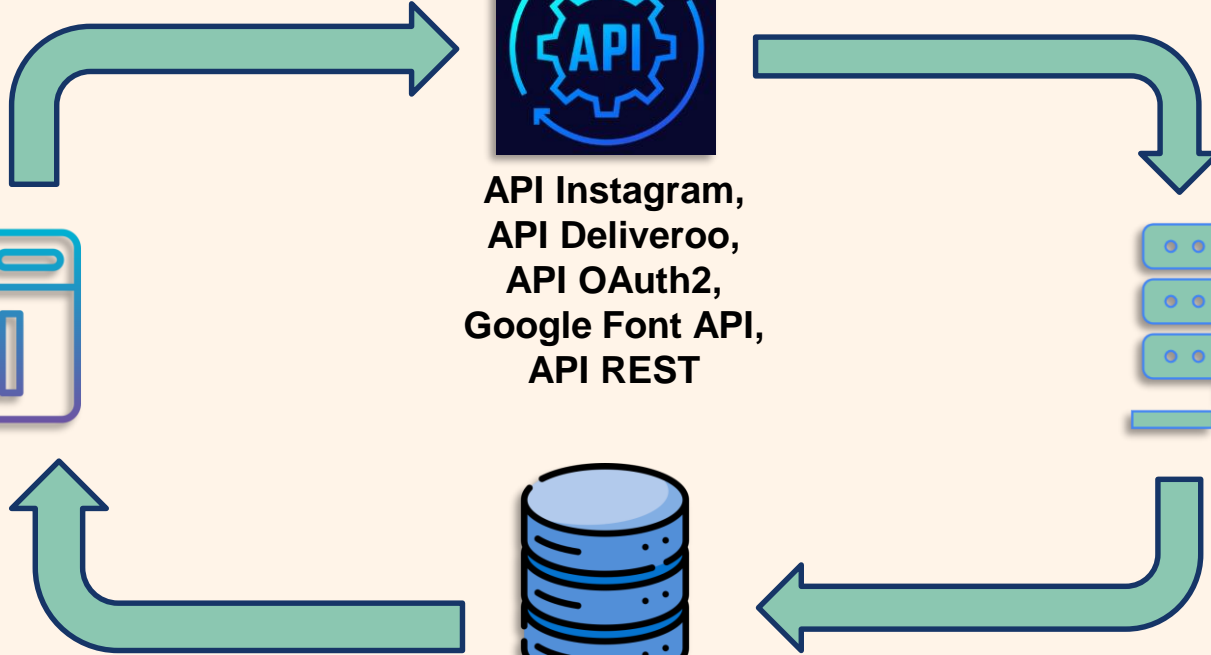 API
API Instagram,
API Deliveroo,
API OAuth2,
Google Font API,
API REST